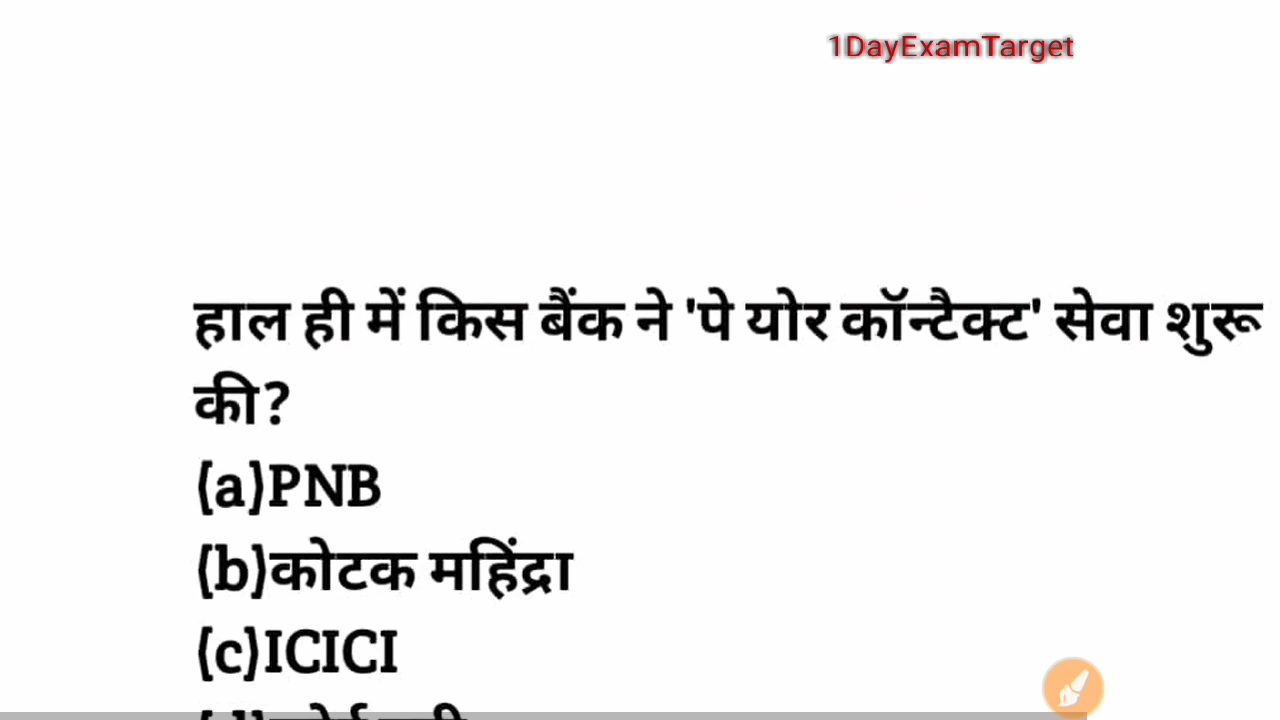 1DayExamTarget
हाल ही में किस बैंक ने 'पे योर कॉन्टैक्ट' सेवा शुरू
की?
(a)PNB
(b)कोटक महिंद्रा
(c)ICICI